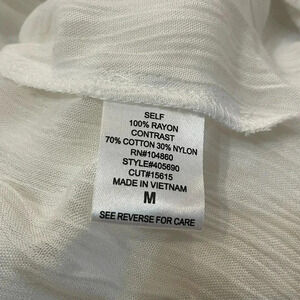 SELF
100% RAYON
CONTRAST
70% COTTON 30% NYLON
RN#104860
STYLE#405690
CUT#15615
MADE IN VIETNAM
M
SEE REVERSE FOR CARE